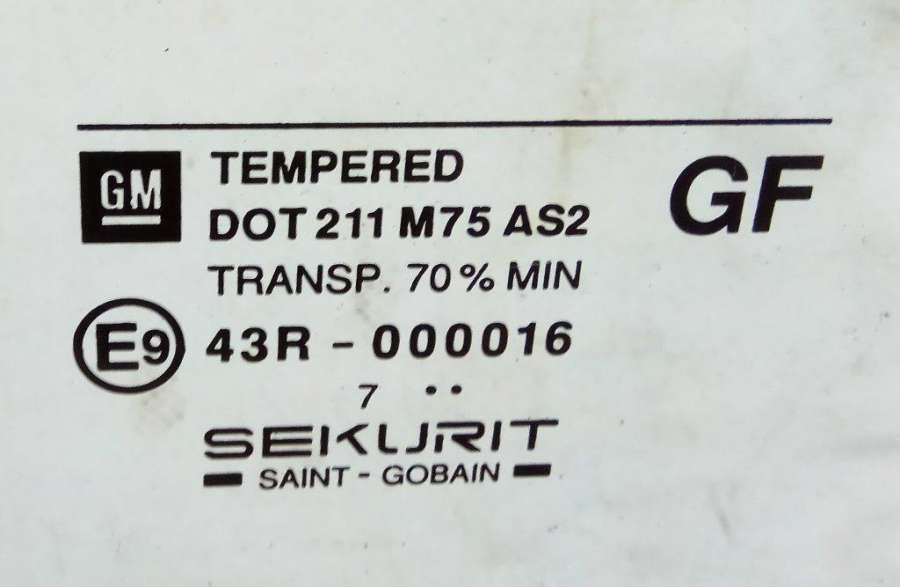 GM TEMPERED GF
DOT 211 M75 AS2
TRANSP. 70% MIN
E9 43R - 000016
7 ••
SEKURIT
SAINT - GOBAIN